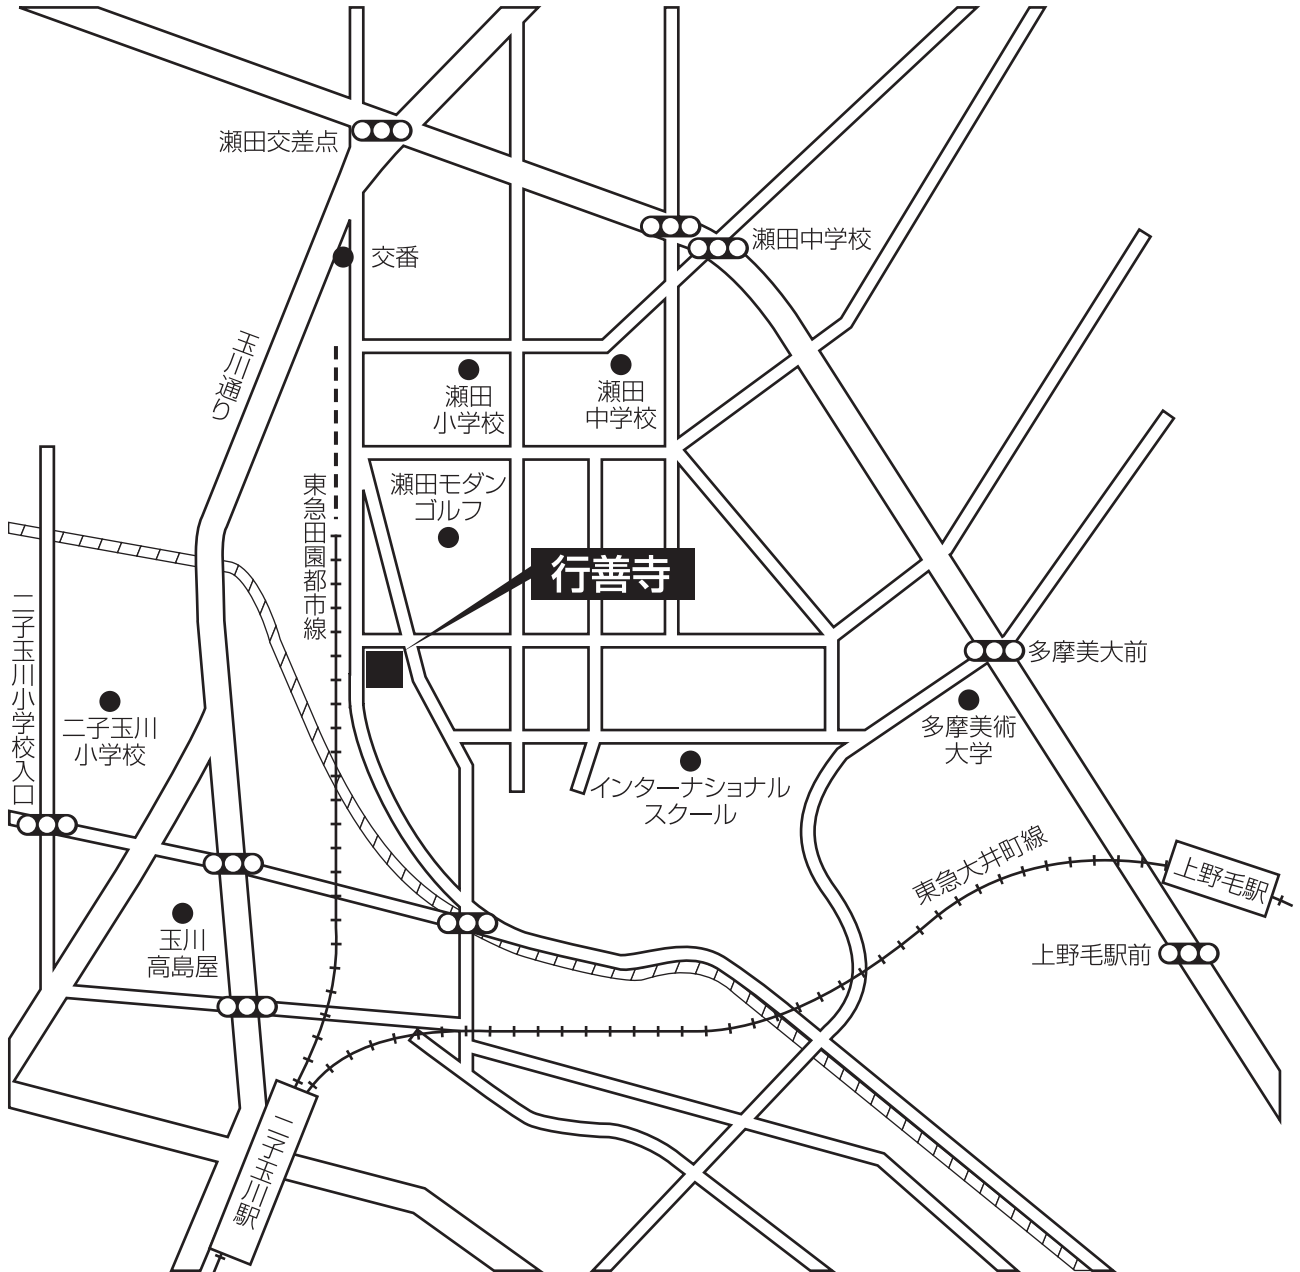 瀬田交差点
交番
瀬田中学校
玉川通り
瀬田
小学校
瀬田
中学校
東急田園都市線
瀬田モダン
ゴルフ
行善寺
二子玉川小学校入口
二子玉川
小学校
多摩美大前
多摩美術
大学
インターナショナル
スクール
東急大井町線
上野毛駅
玉川
高島屋
上野毛駅前
二子玉川駅